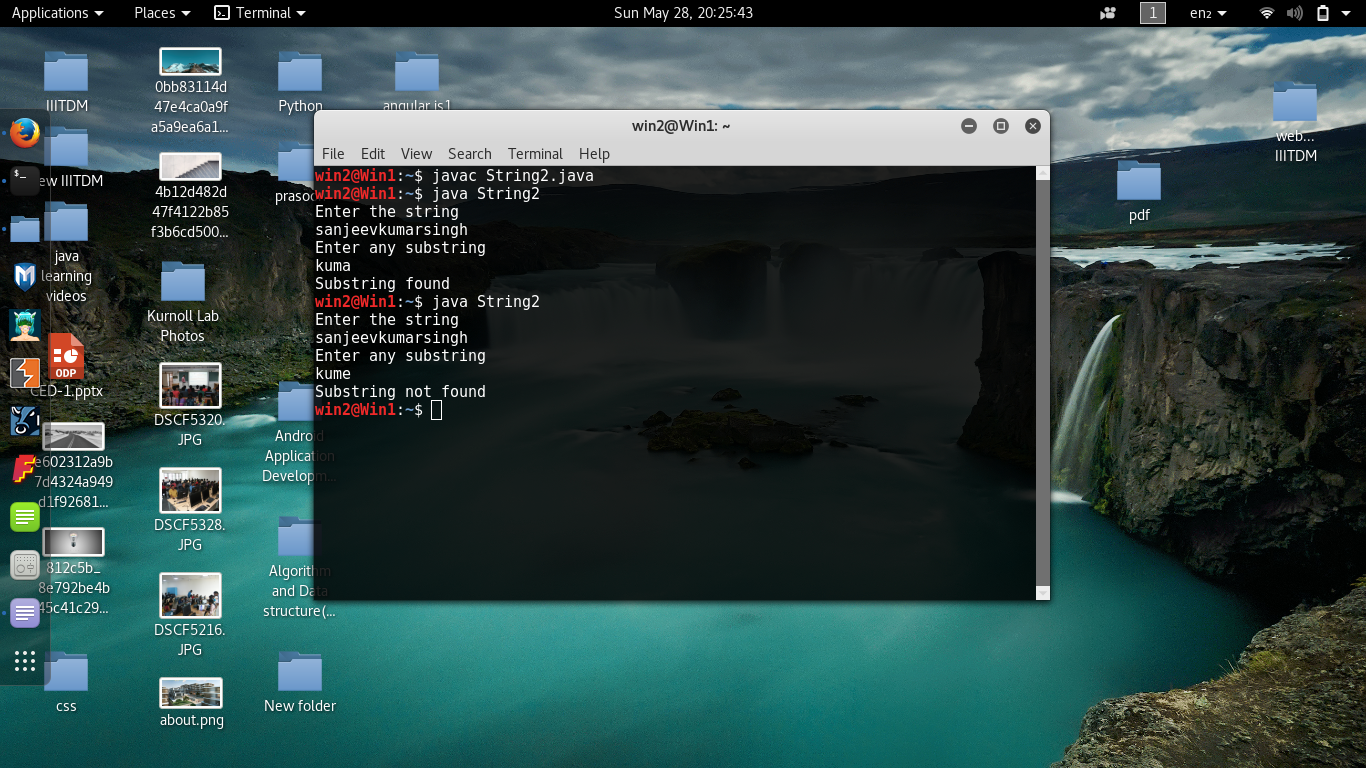 Applications Places Terminal Sun May 28, 20:25:43 1 en₂
IIITDM
ew IIITDM
java
learning
videos
ODP
CED-1.pptx
e602312a9b
7d4324a949
d1f92681...
812c5b_
8e792be4b
45c41c29...
css
0bb83114d
47e4ca0a9f
a5a9ea6a1...
4b12d482d
47f4122b85
f3b6cd500...
Kurnoll Lab
Photos
DSCF5320.
JPG
DSCF5328.
JPG
DSCF5216.
JPG
about.png
Python
prasoo
Android
Application
Developm...
Algorithm
and Data
structure(...
New folder
angular js1
win2@Win1: ~
File Edit View Search Terminal Help
win2@Win1:~$ javac String2.java
win2@Win1:~$ java String2
Enter the string
sanjeevkumarsingh
Enter any substring
kuma
Substring found
win2@Win1:~$ java String2
Enter the string
sanjeevkumarsingh
Enter any substring
kume
Substring not found
win2@Win1:~$
pdf
web...
IIITDM